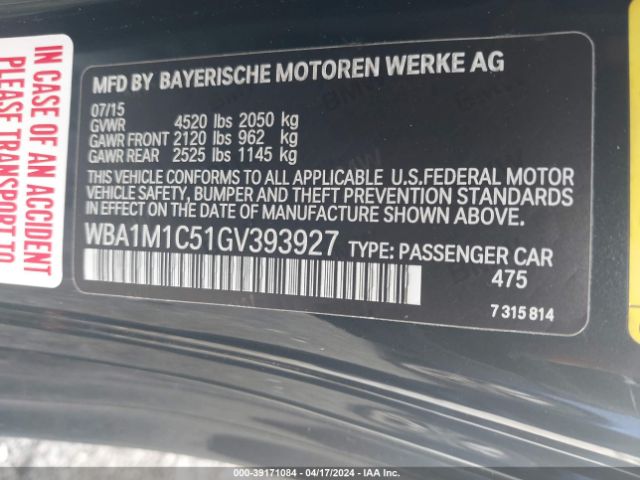 IN CASE OF AN ACCIDENT
PLEASE TRANSPORT TO
MFD BY BAYERISCHE MOTOREN WERKE AG
07/15
GVWR 4520 lbs 2050 kg
GAWR FRONT 2120 lbs 962 kg
GAWR REAR 2525 lbs 1145 kg
THIS VEHICLE CONFORMS TO ALL APPLICABLE U.S.FEDERAL MOTOR
VEHICLE SAFETY, BUMPER AND THEFT PREVENTION STANDARDS
IN EFFECT ON THE DATE OF MANUFACTURE SHOWN ABOVE.
WBA1M1C51GV393927 TYPE: PASSENGER CAR
475
7 315 814
000-39171084 - 04/17/2024 - IAA Inc.